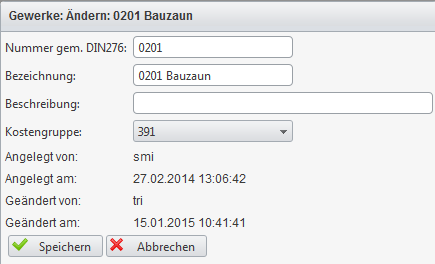 Gewerke: Ändern: 0201 Bauzaun
Nummer gem. DIN276: 0201
Bezeichnung: 0201 Bauzaun
Beschreibung:
Kostengruppe: 391
Angelegt von: smi
Angelegt am: 27.02.2014 13:06:42
Geändert von: tri
Geändert am: 15.01.2015 10:41:41
Speichern Abbrechen